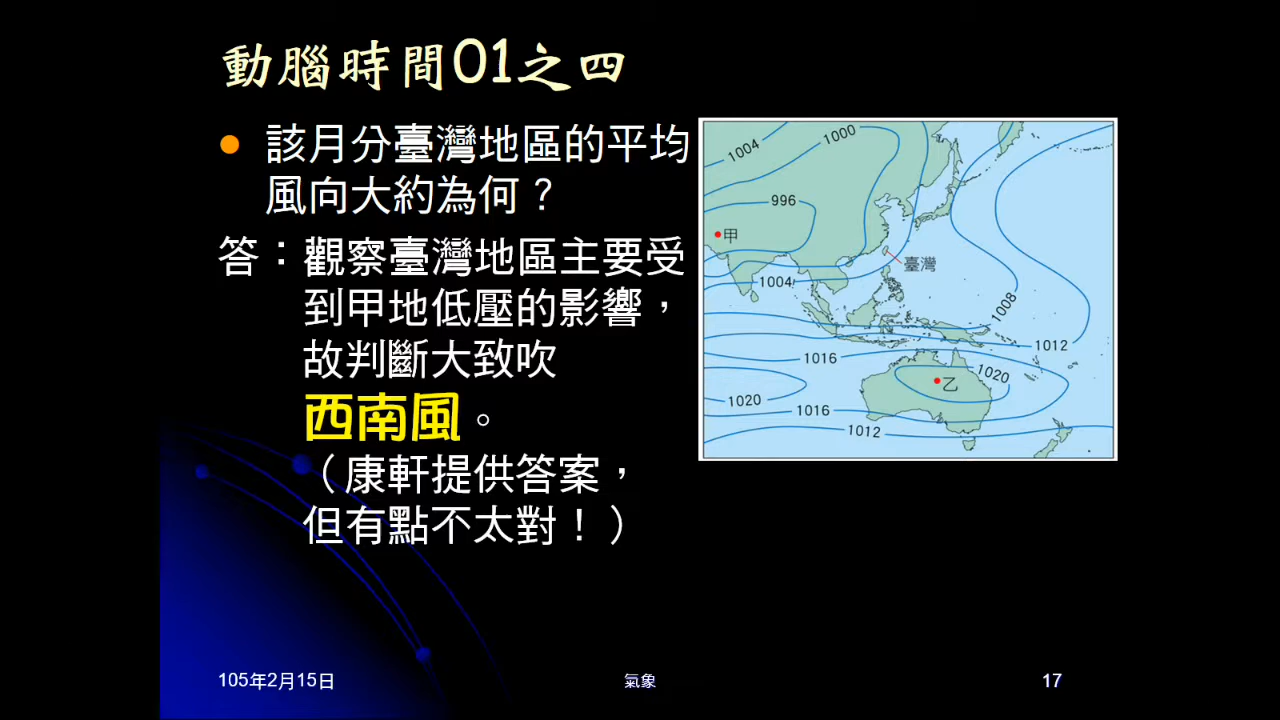 動腦時間01之四
該月分臺灣地區的平均
風向大約為何？
答：觀察臺灣地區主要受
到甲地低壓的影響，
故判斷大致吹
西南風。
（康軒提供答案，
但有點不太對！）
1004
1000
996
甲
臺灣
1004
1008
1012
1016
1020
乙
1020
1016
1012
105年2月15日
氣象
17